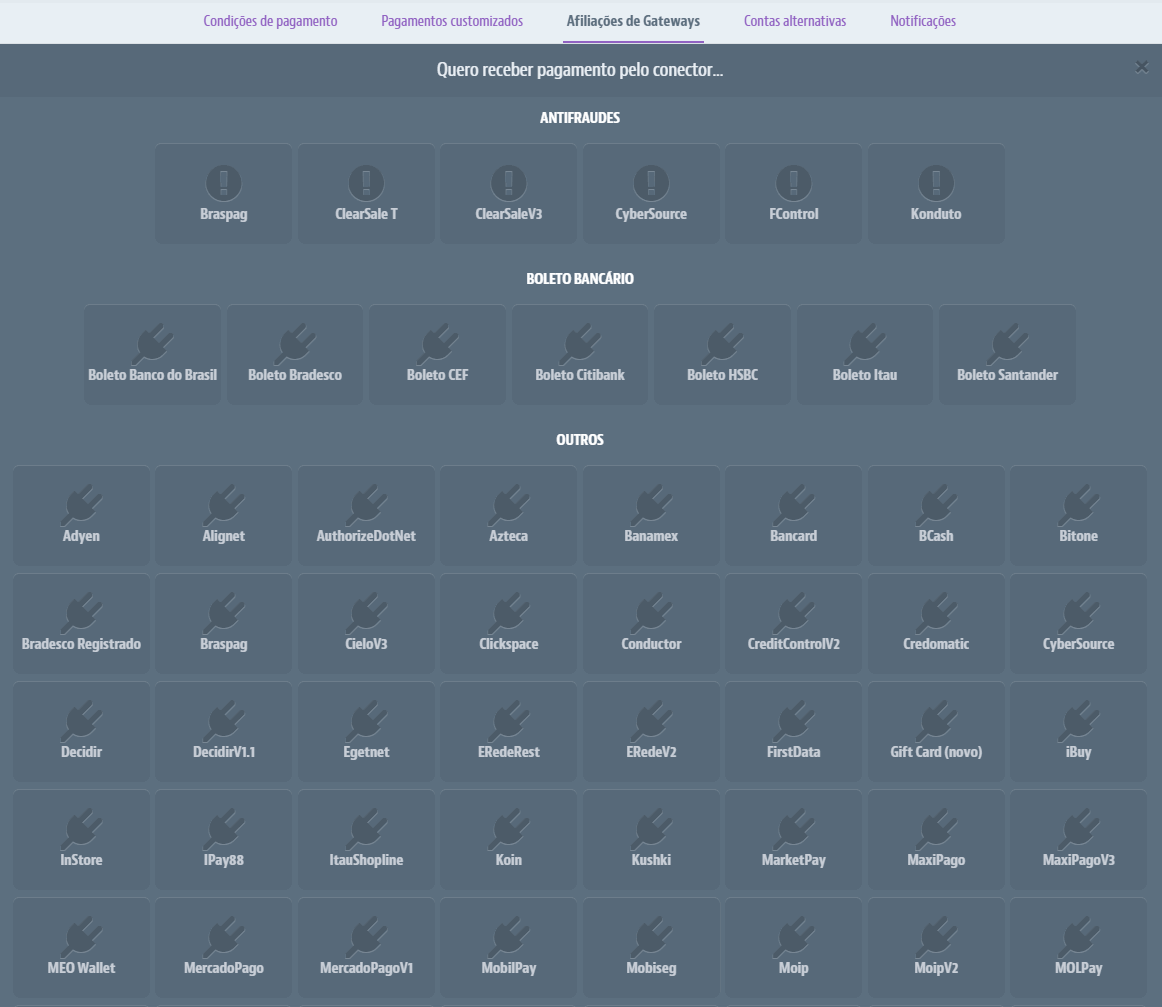 Condições de pagamento Pagamentos customizados Afiliações de Gateways Contas alternativas Notificações
Quero receber pagamento pelo conector...
ANTIFRAUDES
Braspag ClearSale T ClearSaleV3 CyberSource FControl Konduto
BOLETO BANCÁRIO
Boleto Banco do Brasil Boleto Bradesco Boleto CEF Boleto Citibank Boleto HSBC Boleto Itau Boleto Santander
OUTROS
Adyen Alignet AuthorizeDotNet Azteca Banamex Bancard BCash Bitone
Bradesco Registrado Braspag CieloV3 Clickspace Conductor CreditControlV2 Credomatic CyberSource
Decidir DecidirV1.1 Egetnet ERedeRest ERedeV2 FirstData Gift Card (novo) iBuy
InStore IPay88 ItauShopline Koin Kushki MarketPay MaxiPago MaxiPagoV3
MEO Wallet MercadoPago MercadoPagoV1 MobilPay Mobiseg Moip MoipV2 MOLPay